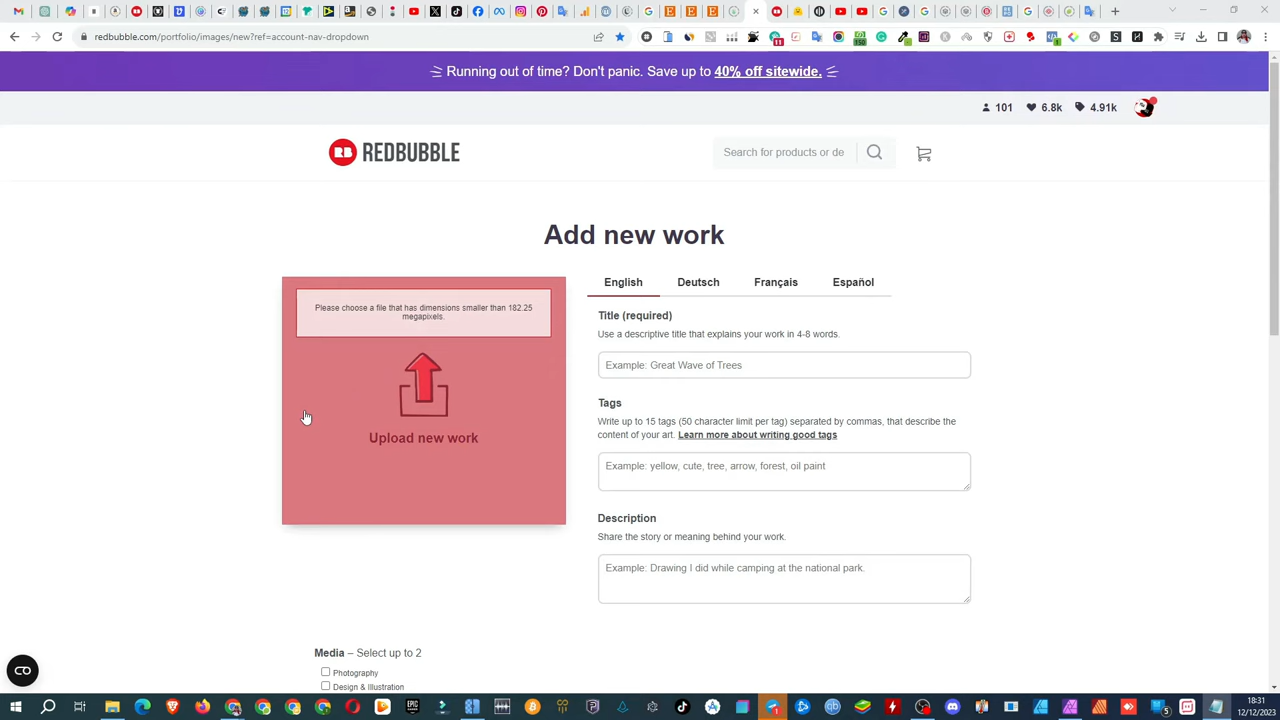 redbubble.com/portfolio/images/new?ref=account-nav-dropdown
Running out of time? Don't panic. Save up to 40% off sitewide.
101 6.8k 4.91k
RB REDBUBBLE
Search for products or de
Add new work
Please choose a file that has dimensions smaller than 182.25
megapixels.
Upload new work
English Deutsch Français Español
Title (required)
Use a descriptive title that explains your work in 4-8 words.
Example: Great Wave of Trees
Tags
Write up to 15 tags (50 character limit per tag) separated by commas, that describe the
content of your art. Learn more about writing good tags
Example: yellow, cute, tree, arrow, forest, oil paint
Description
Share the story or meaning behind your work.
Example: Drawing I did while camping at the national park.
Media – Select up to 2
Photography
Design & Illustration
18:31
12/12/2023